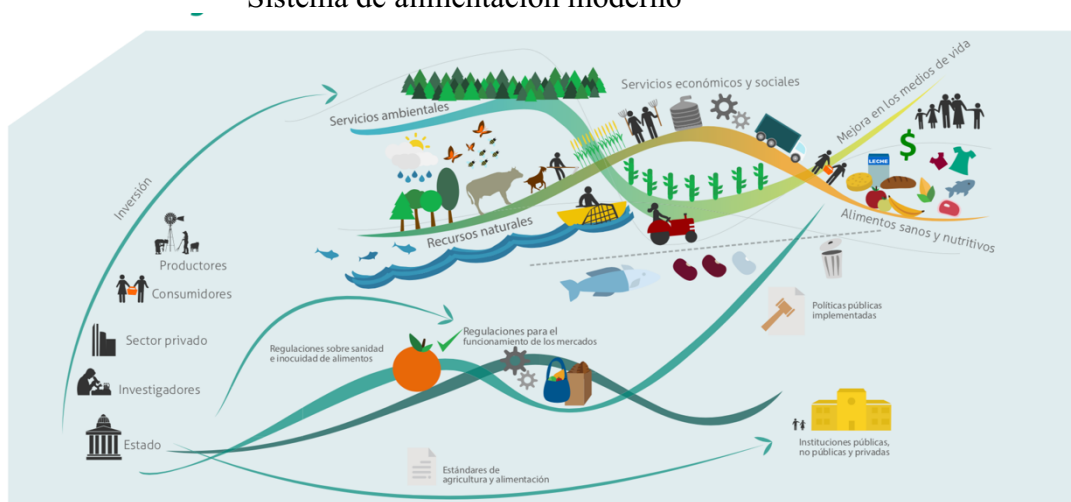 Sistema de alimentación moderno
Servicios económicos y sociales
Mejora en los medios de vida
Servicios ambientales
LECHE
$
Inversión
Recursos naturales
Alimentos sanos y nutritivos
Productores
Consumidores
Políticas públicas
implementadas
Sector privado
Regulaciones sobre sanidad
e inocuidad de alimentos
Regulaciones para el
funcionamiento de los mercados
Investigadores
Estado
Instituciones públicas,
no públicas y privadas
Estándares de
agricultura y alimentación